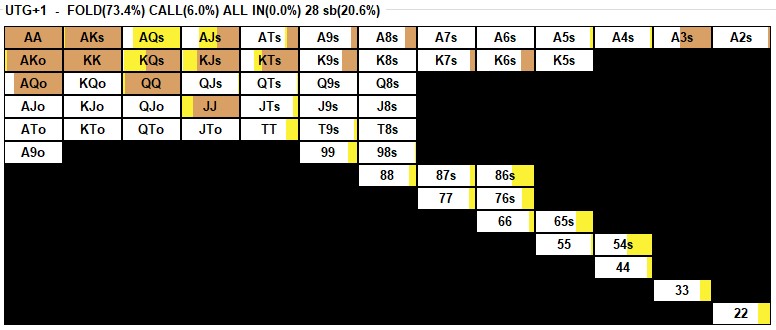 UTG+1 - FOLD(73.4%) CALL(6.0%) ALL IN(0.0%) 28 sb(20.6%)
AA AKs AQs AJs ATs A9s A8s A7s A6s A5s A4s A3s A2s
AKo KK KQs KJs KTs K9s K8s K7s K6s K5s
AQo KQo QQ QJs QTs Q9s Q8s
AJo KJo QJo JJ JTs J9s J8s
ATo KTo QTo JTo TT T9s T8s
A9o 99 98s
88 87s 86s
77 76s
66 65s
55 54s
44
33
22